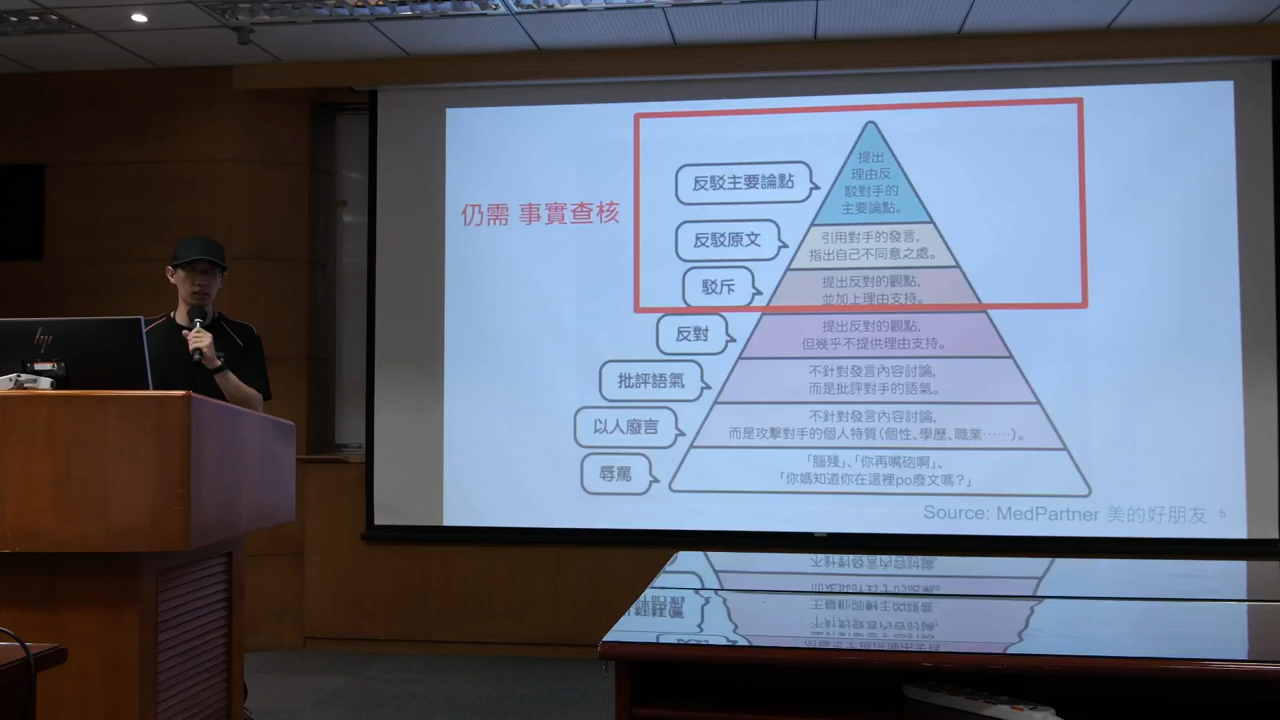 仍需 事實查核
反駁主要論點
提出
理由反
駁對手的
主要論點。
反駁原文
引用對手的發言,
指出自己不同意之處。
駁斥
提出反對的觀點,
並加上理由支持。
反對
提出反對的觀點,
但幾乎不提供理由支持。
批評語氣
不針對發言內容討論,
而是批評對手的語氣。
以人廢言
不針對發言內容討論,
而是攻擊對手的個人特質(個性、學歷、職業⋯⋯)。
辱罵
「腦殘」、「你再嘴砲啊」、
「你媽知道你在這裡po廢文嗎?」
Source: MedPartner 美的好朋友
5
hp